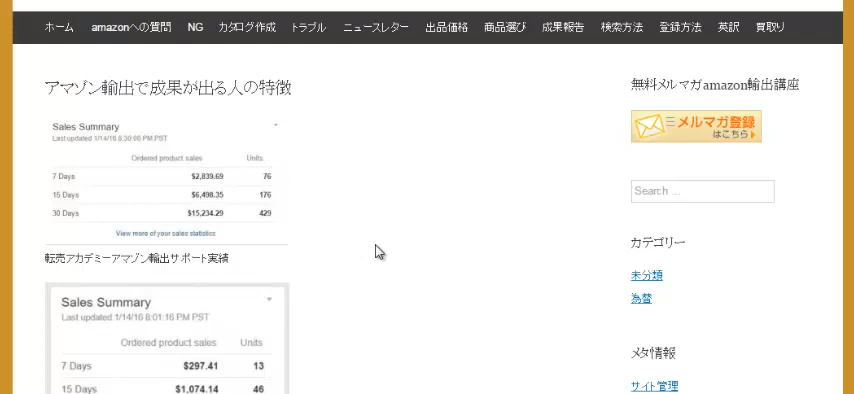 ホーム amazonへの質問 NG カタログ作成 トラブル ニュースレター 出品価格 商品選び 成果報告 検索方法 登録方法 英訳 買取り
アマゾン輸出で成果が出る人の特徴
Sales Summary
Last updated 1/14/16 8:30:00 PM PST
Ordered product sales Units
7 Days $2,839.69 76
15 Days $6,498.35 176
30 Days $15,234.29 429
View more of your sales statistics
転売アカデミーアマゾン輸出サポート実績
Sales Summary
Last updated 1/14/16 8:01:16 PM PST
Ordered product sales Units
7 Days $297.41 13
15 Days $1,074.14 46
無料メルマガamazon輸出講座
メルマガ登録
はこちら
Search ...
カテゴリー
未分類
為替
メタ情報
サイト管理